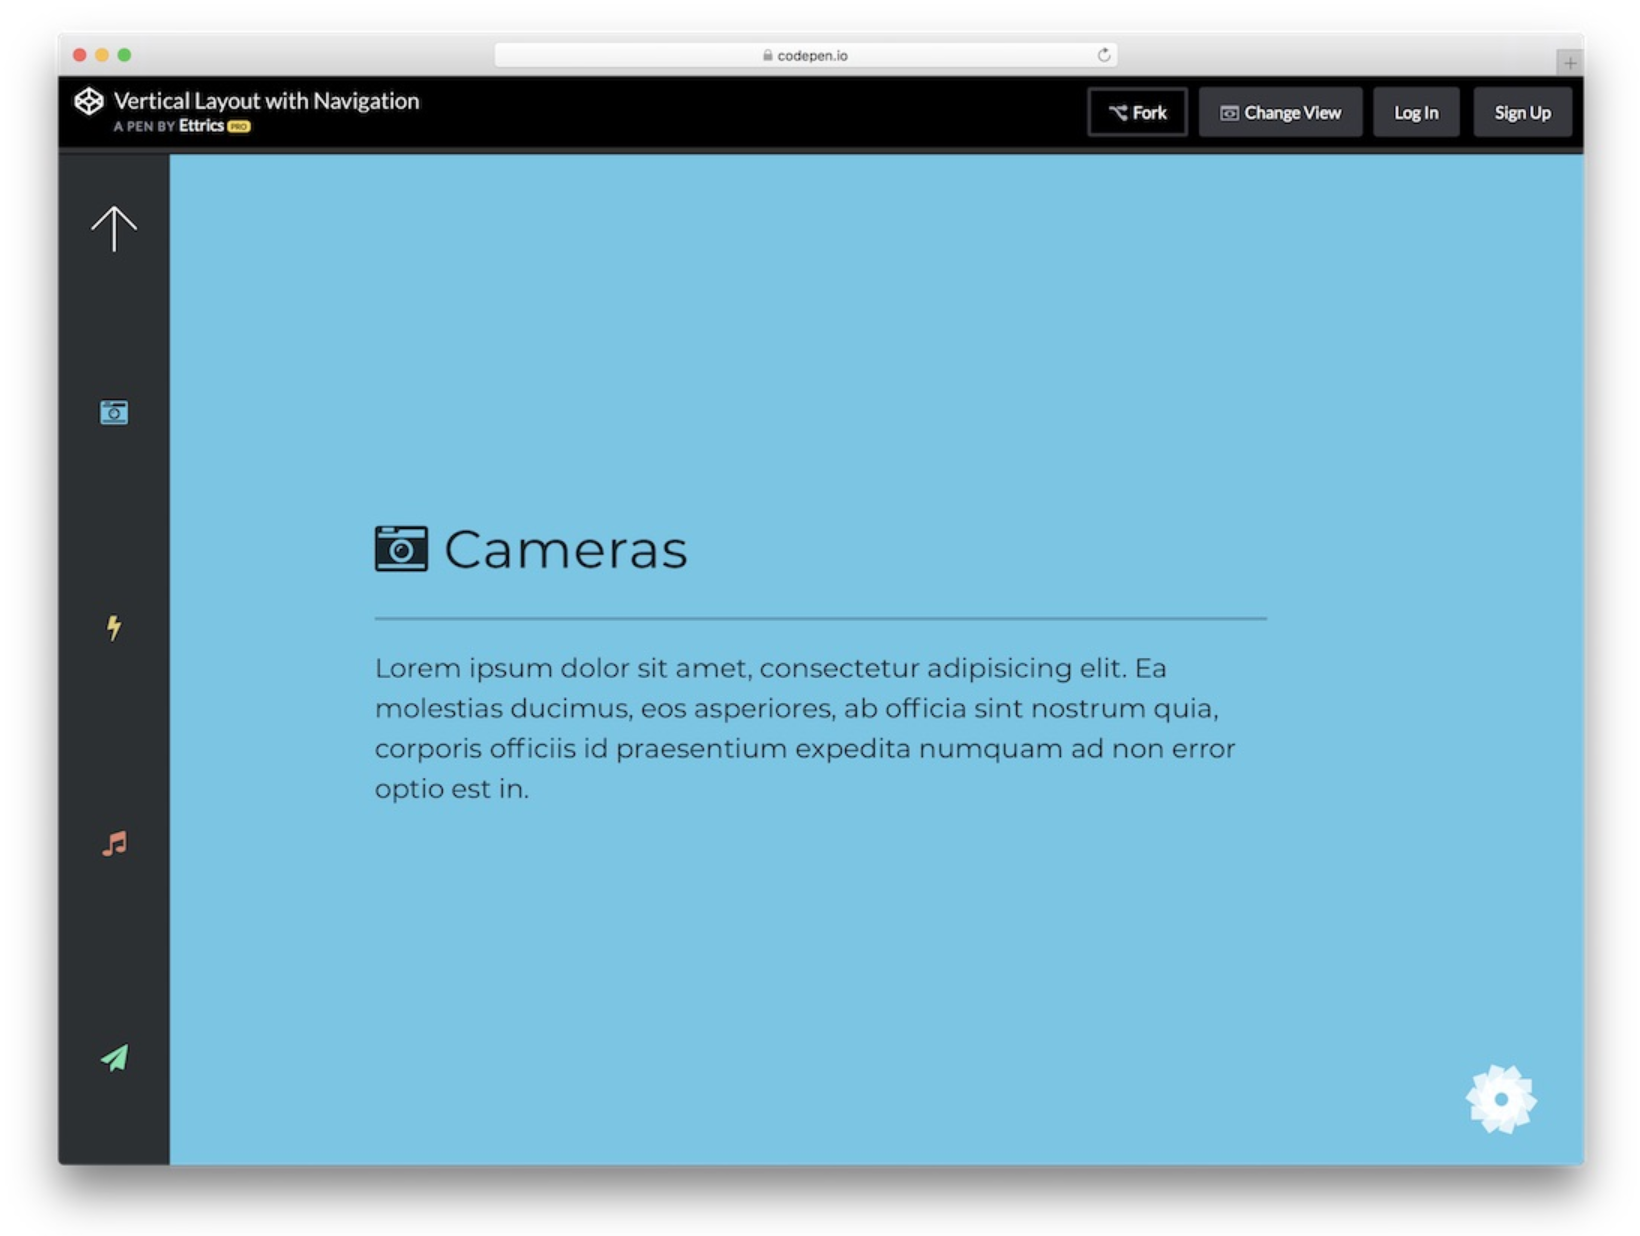 codepen.io
Vertical Layout with Navigation
A PEN BY Ettrics PRO
Fork
Change View
Log In
Sign Up
Cameras
Lorem ipsum dolor sit amet, consectetur adipisicing elit. Ea
molestias ducimus, eos asperiores, ab officia sint nostrum quia,
corporis officiis id praesentium expedita numquam ad non error
optio est in.